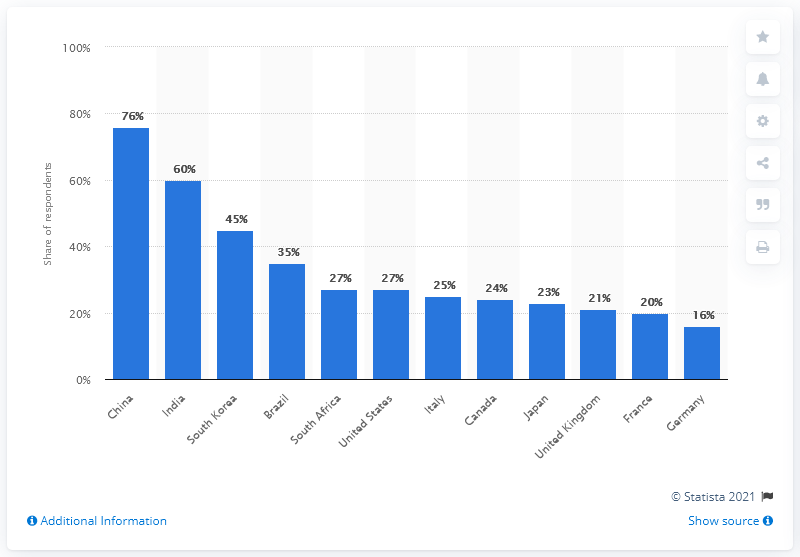 100%
80%
60%
40%
20%
0%
Share of respondents
76%
60%
45%
35%
27%
27%
25%
24%
23%
21%
20%
16%
China
India
South Korea
Brazil
South Africa
United States
Italy
Canada
Japan
United Kingdom
France
Germany
© Statista 2021
Additional Information
Show source